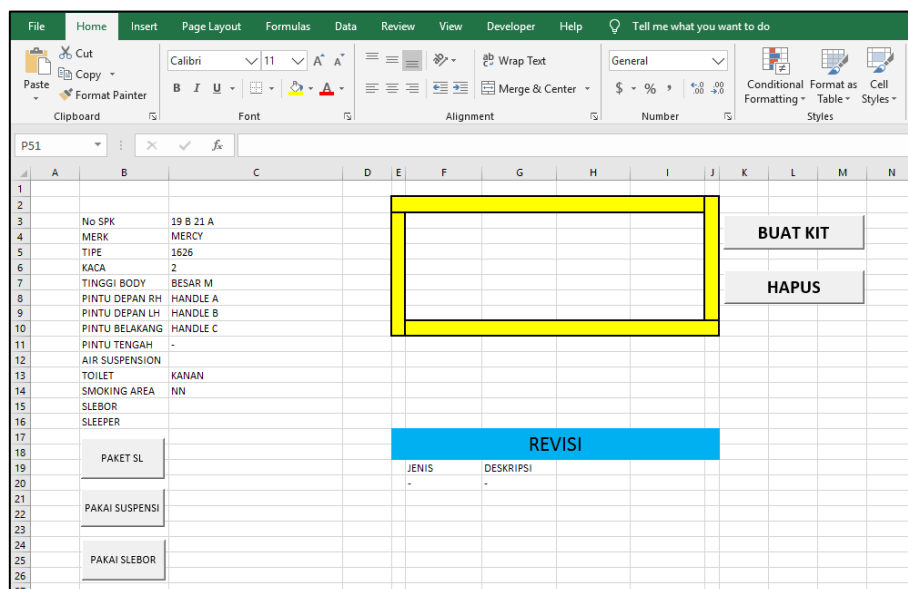 File Home Insert Page Layout Formulas Data Review View Developer Help Tell me what you want to do
Paste
Cut
Copy
Format Painter
Clipboard
Calibri 11 A A
B I U A
Font
ab Wrap Text
Merge & Center
Alignment
General
$ % , .00 .00
Number
Conditional Formatting
Format as Table
Cell Styles
Styles
P51 fx
A B C D E F G H I J K L M N
1
2
3 No SPK 19 B 21 A
4 MERK MERCY
5 TIPE 1626
6 KACA 2
7 TINGGI BODY BESAR M
8 PINTU DEPAN RH HANDLE A
9 PINTU DEPAN LH HANDLE B
10 PINTU BELAKANG HANDLE C
11 PINTU TENGAH -
12 AIR SUSPENSION
13 TOILET KANAN
14 SMOKING AREA NN
15 SLEBOR
16 SLEEPER
BUAT KIT
HAPUS
17
18 REVISI
19 JENIS DESKRIPSI
20 - -
PAKET SL
21
22 PAKAI SUSPENSI
23
24
25 PAKAI SLEBOR
26